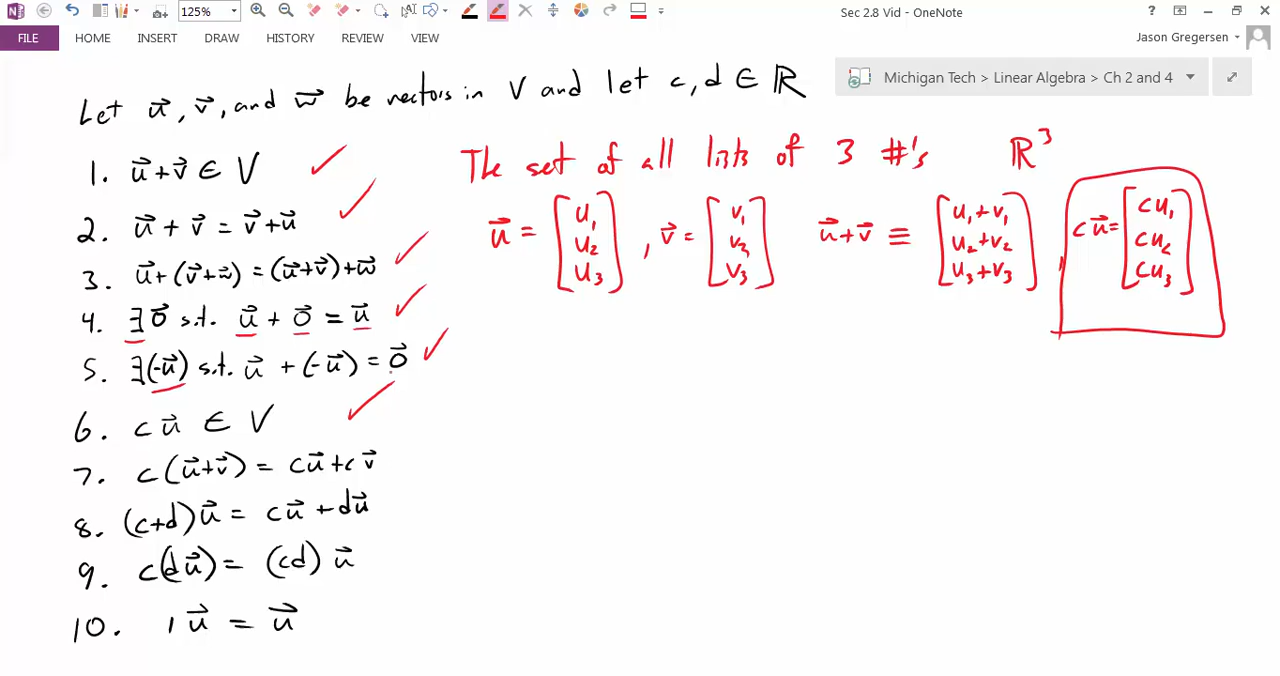 125%
Sec 2.8 Vid - OneNote
FILE HOME INSERT DRAW HISTORY REVIEW VIEW
Jason Gregersen
Michigan Tech > Linear Algebra > Ch 2 and 4
Let u⃗, v⃗, and w⃗ be vectors in V and let c, d ∈ ℝ
1. u⃗+v⃗ ∈ V ✓
2. u⃗ + v⃗ = v⃗+u⃗ ✓
3. u⃗+(v⃗+w⃗)=(u⃗+v⃗)+w⃗ ✓
4. ∃0⃗ s.t. u⃗ + 0⃗ = u⃗ ✓
5. ∃(-u⃗) s.t. u⃗ + (-u⃗) = 0⃗ ✓
6. cu⃗ ∈ V ✓
7. c(u⃗+v⃗) = cu⃗+cv⃗
8. (c+d)u⃗ = cu⃗+du⃗
9. c(du⃗) = (cd)u⃗
10. 1u⃗ = u⃗
The set of all lists of 3 #'s ℝ³
u⃗ = [u₁ u₂ u₃], v⃗ = [v₁ v₂ v₃] u⃗+v⃗ ≡ [u₁+v₁ u₂+v₂ u₃+v₃] cu⃗ = [cu₁ cu₂ cu₃]